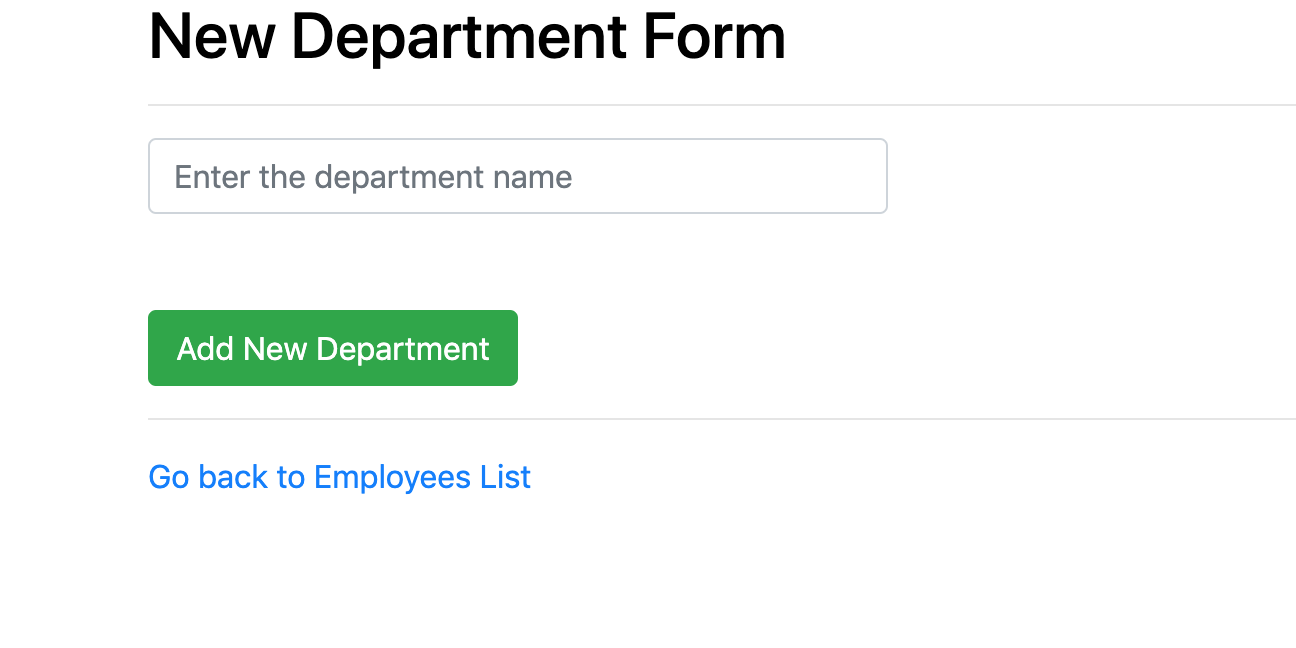 New Department Form
Enter the department name
Add New Department
Go back to Employees List